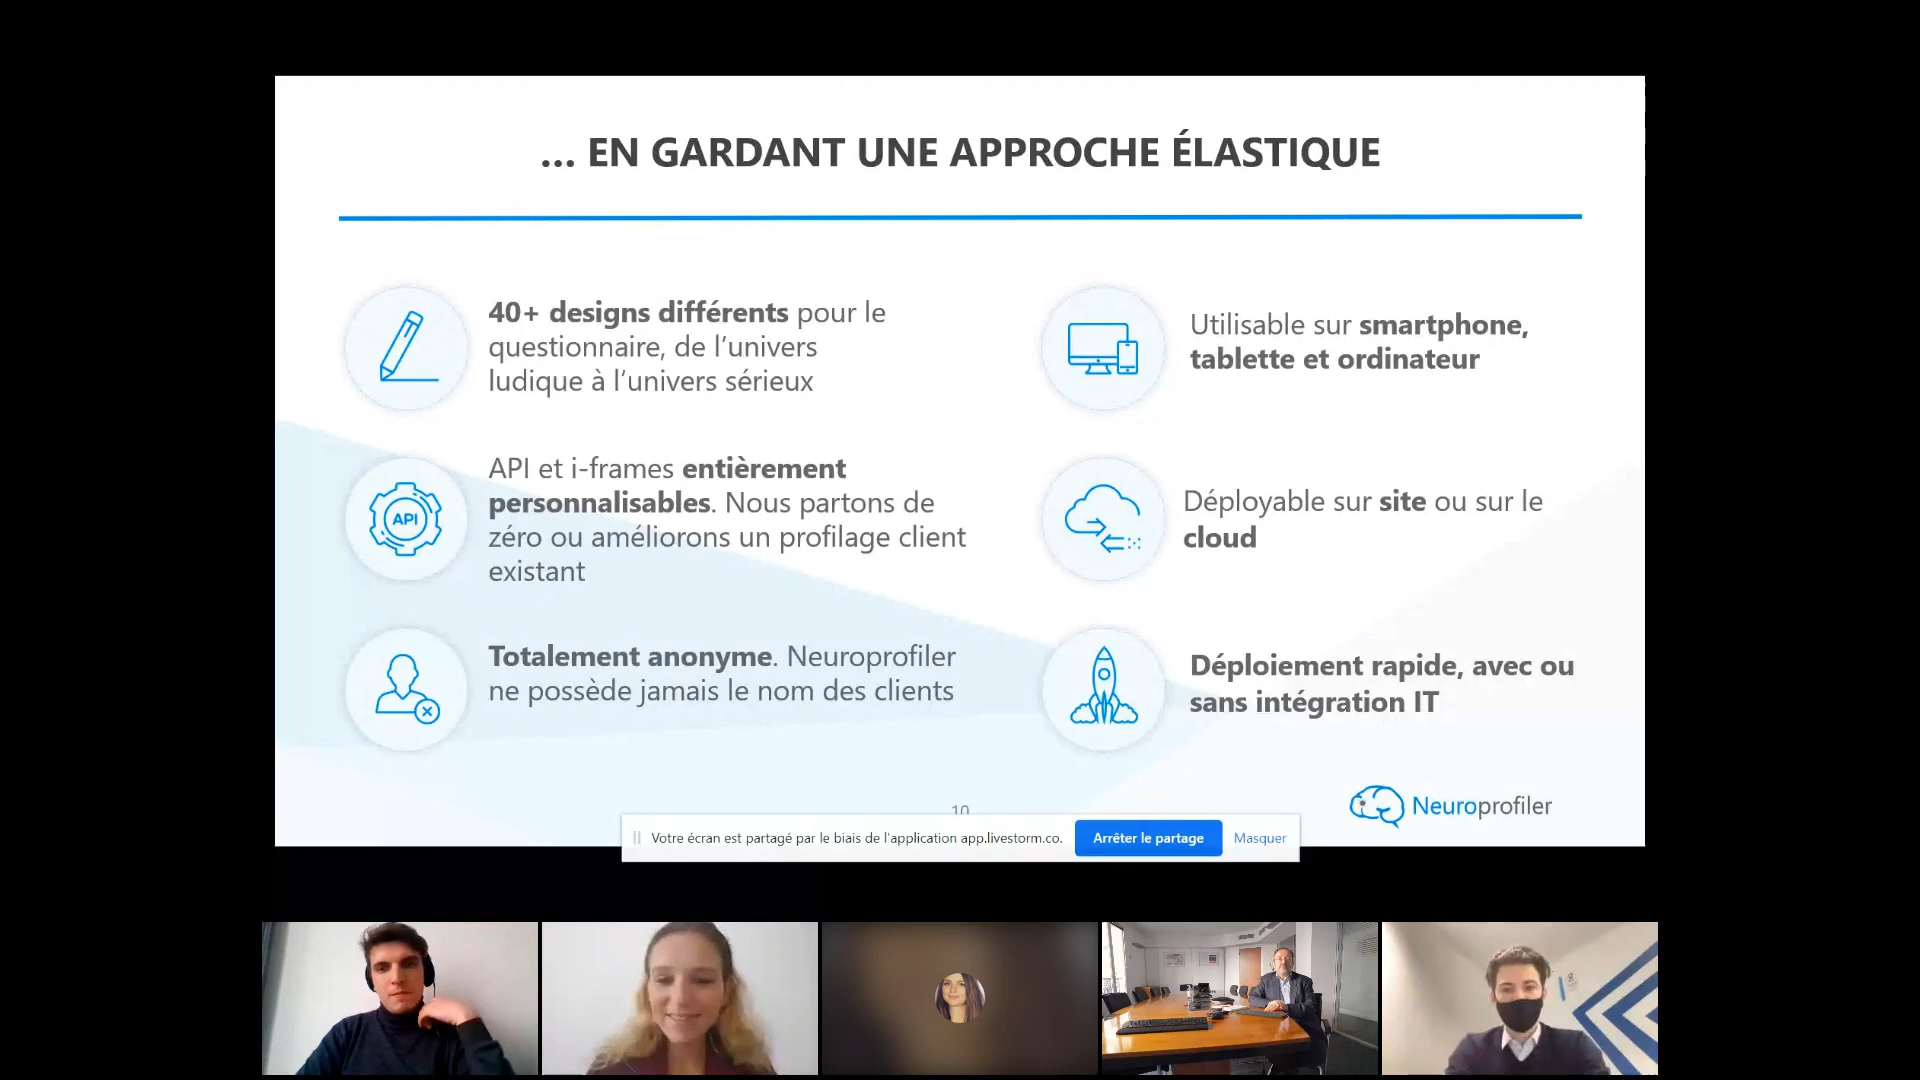 ... EN GARDANT UNE APPROCHE ÉLASTIQUE
40+ designs différents pour le
questionnaire, de l’univers
ludique à l’univers sérieux
API
API et i-frames entièrement
personnalisables. Nous partons de
zéro ou améliorons un profilage client
existant
Totalement anonyme. Neuroprofiler
ne possède jamais le nom des clients
Utilisable sur smartphone,
tablette et ordinateur
Déployable sur site ou sur le
cloud
Déploiement rapide, avec ou
sans intégration IT
10
Neuroprofiler
Votre écran est partagé par le biais de l'application app.livestorm.co.
Arrêter le partage
Masquer